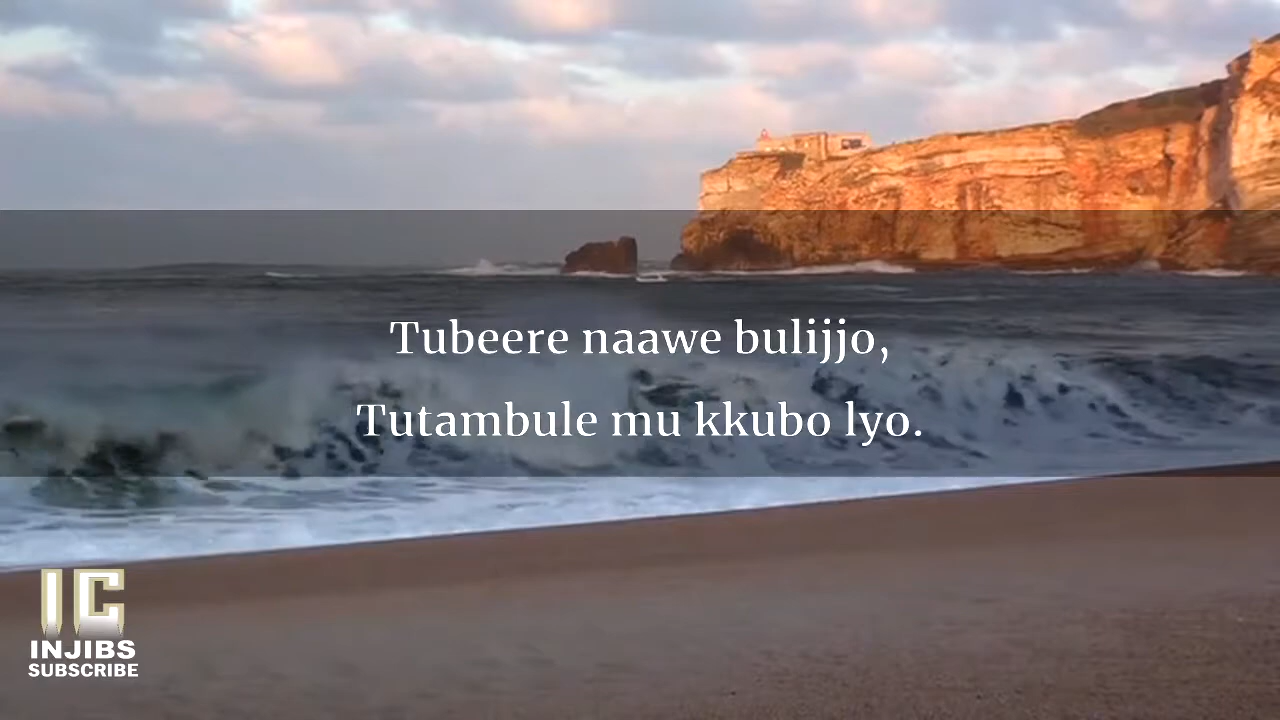 Tubeere naawe bulijjo,
Tutambule mu kkubo lyo.
IC
INJIBS
SUBSCRIBE